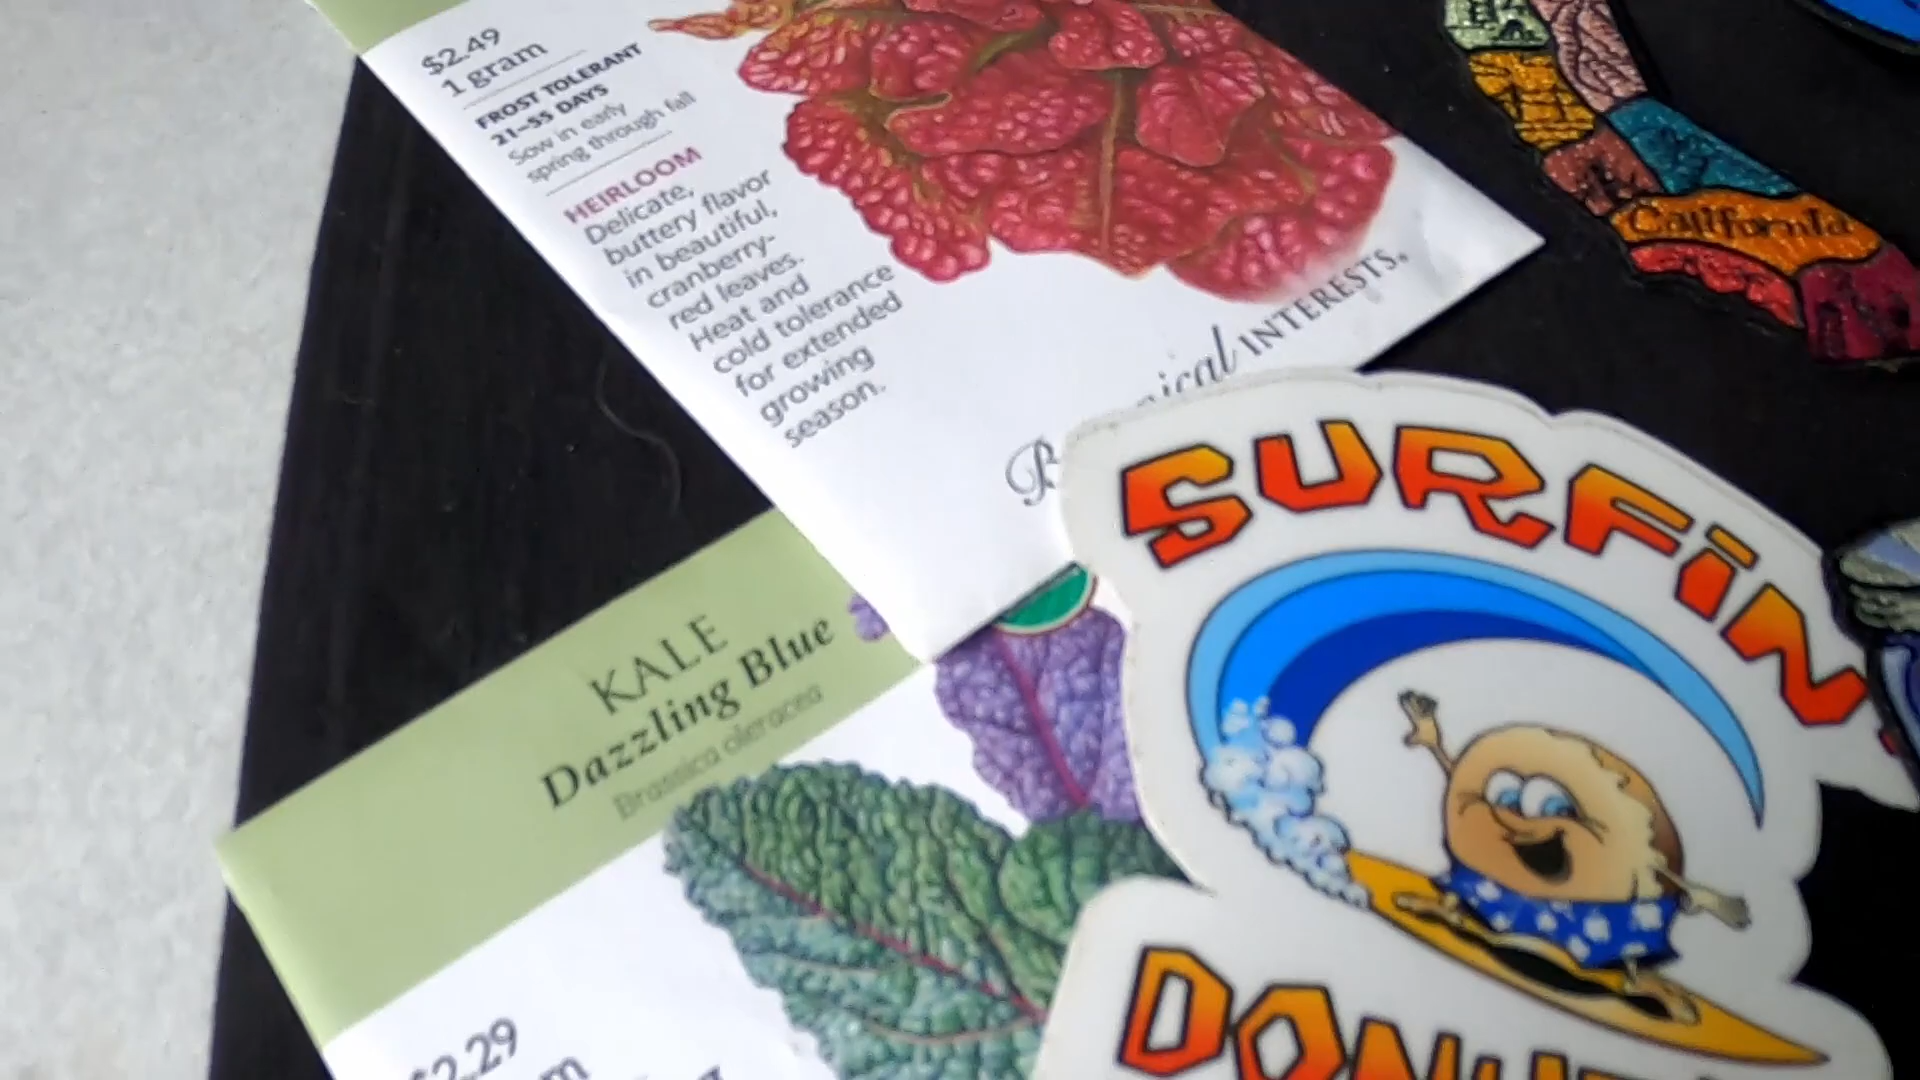 $2.49
1 gram
FROST TOLERANT
21–55 DAYS
Sow in early
spring through fall
HEIRLOOM
Delicate,
buttery flavor
in beautiful,
cranberry-
red leaves.
Heat and
cold tolerance
for extended
growing
season.
INTERESTS.
California
SURFIN
KALE
Dazzling Blue
Brassica oleracea
$2.29